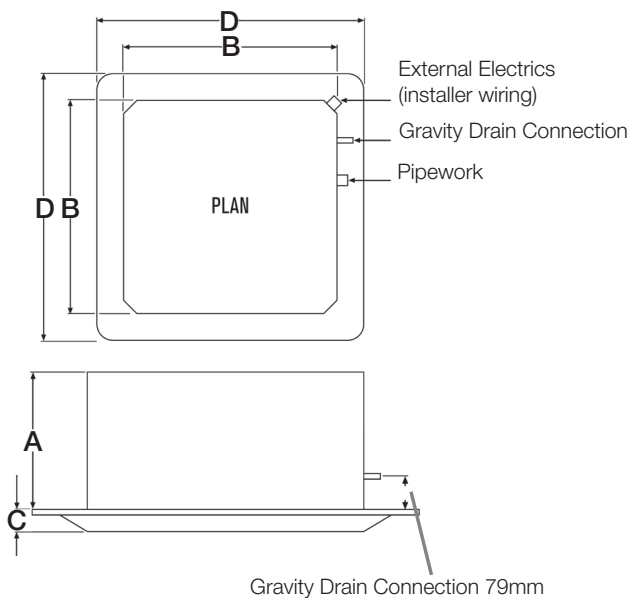 D
B
External Electrics
(installer wiring)
Gravity Drain Connection
Pipework
D B
PLAN
A
C
Gravity Drain Connection 79mm